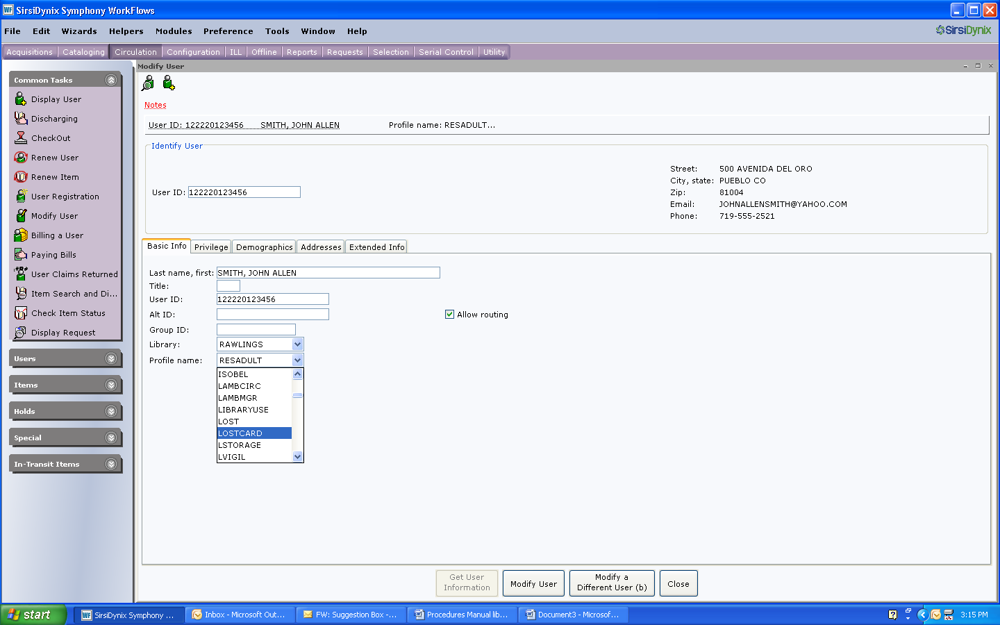 WF SirsiDynix Symphony WorkFlows
File Edit Wizards Helpers Modules Preference Tools Window Help
SirsiDynix
Acquisitions Cataloging Circulation Configuration ILL Offline Reports Requests Selection Serial Control Utility
Common Tasks
Display User
Discharging
CheckOut
Renew User
Renew Item
User Registration
Modify User
Billing a User
Paying Bills
User Claims Returned
Item Search and Di...
Check Item Status
Display Request
Users
Items
Holds
Special
In-Transit Items
Modify User
Notes
User ID: 122220123456 SMITH, JOHN ALLEN Profile name: RESADULT...
Identify User
User ID: 122220123456
Street: 500 AVENIDA DEL ORO
City, state: PUEBLO CO
Zip: 81004
Email: JOHNALLENSMITH@YAHOO.COM
Phone: 719-555-2521
Basic Info Privilege Demographics Addresses Extended Info
Last name, first: SMITH, JOHN ALLEN
Title:
User ID: 122220123456
Alt ID:
Allow routing
Group ID:
Library: RAWLINGS
Profile name: RESADULT
ISOBEL
LAMBCIRC
LAMBMGR
LIBRARYUSE
LOST
LOSTCARD
LSTORAGE
LVIGIL
Get User Information
Modify User
Modify a Different User (b)
Close
start
WF SirsiDynix Symphony ...
Inbox - Microsoft Out...
FW: Suggestion Box -...
Procedures Manual lib...
Document3 - Microsof...
3:15 PM